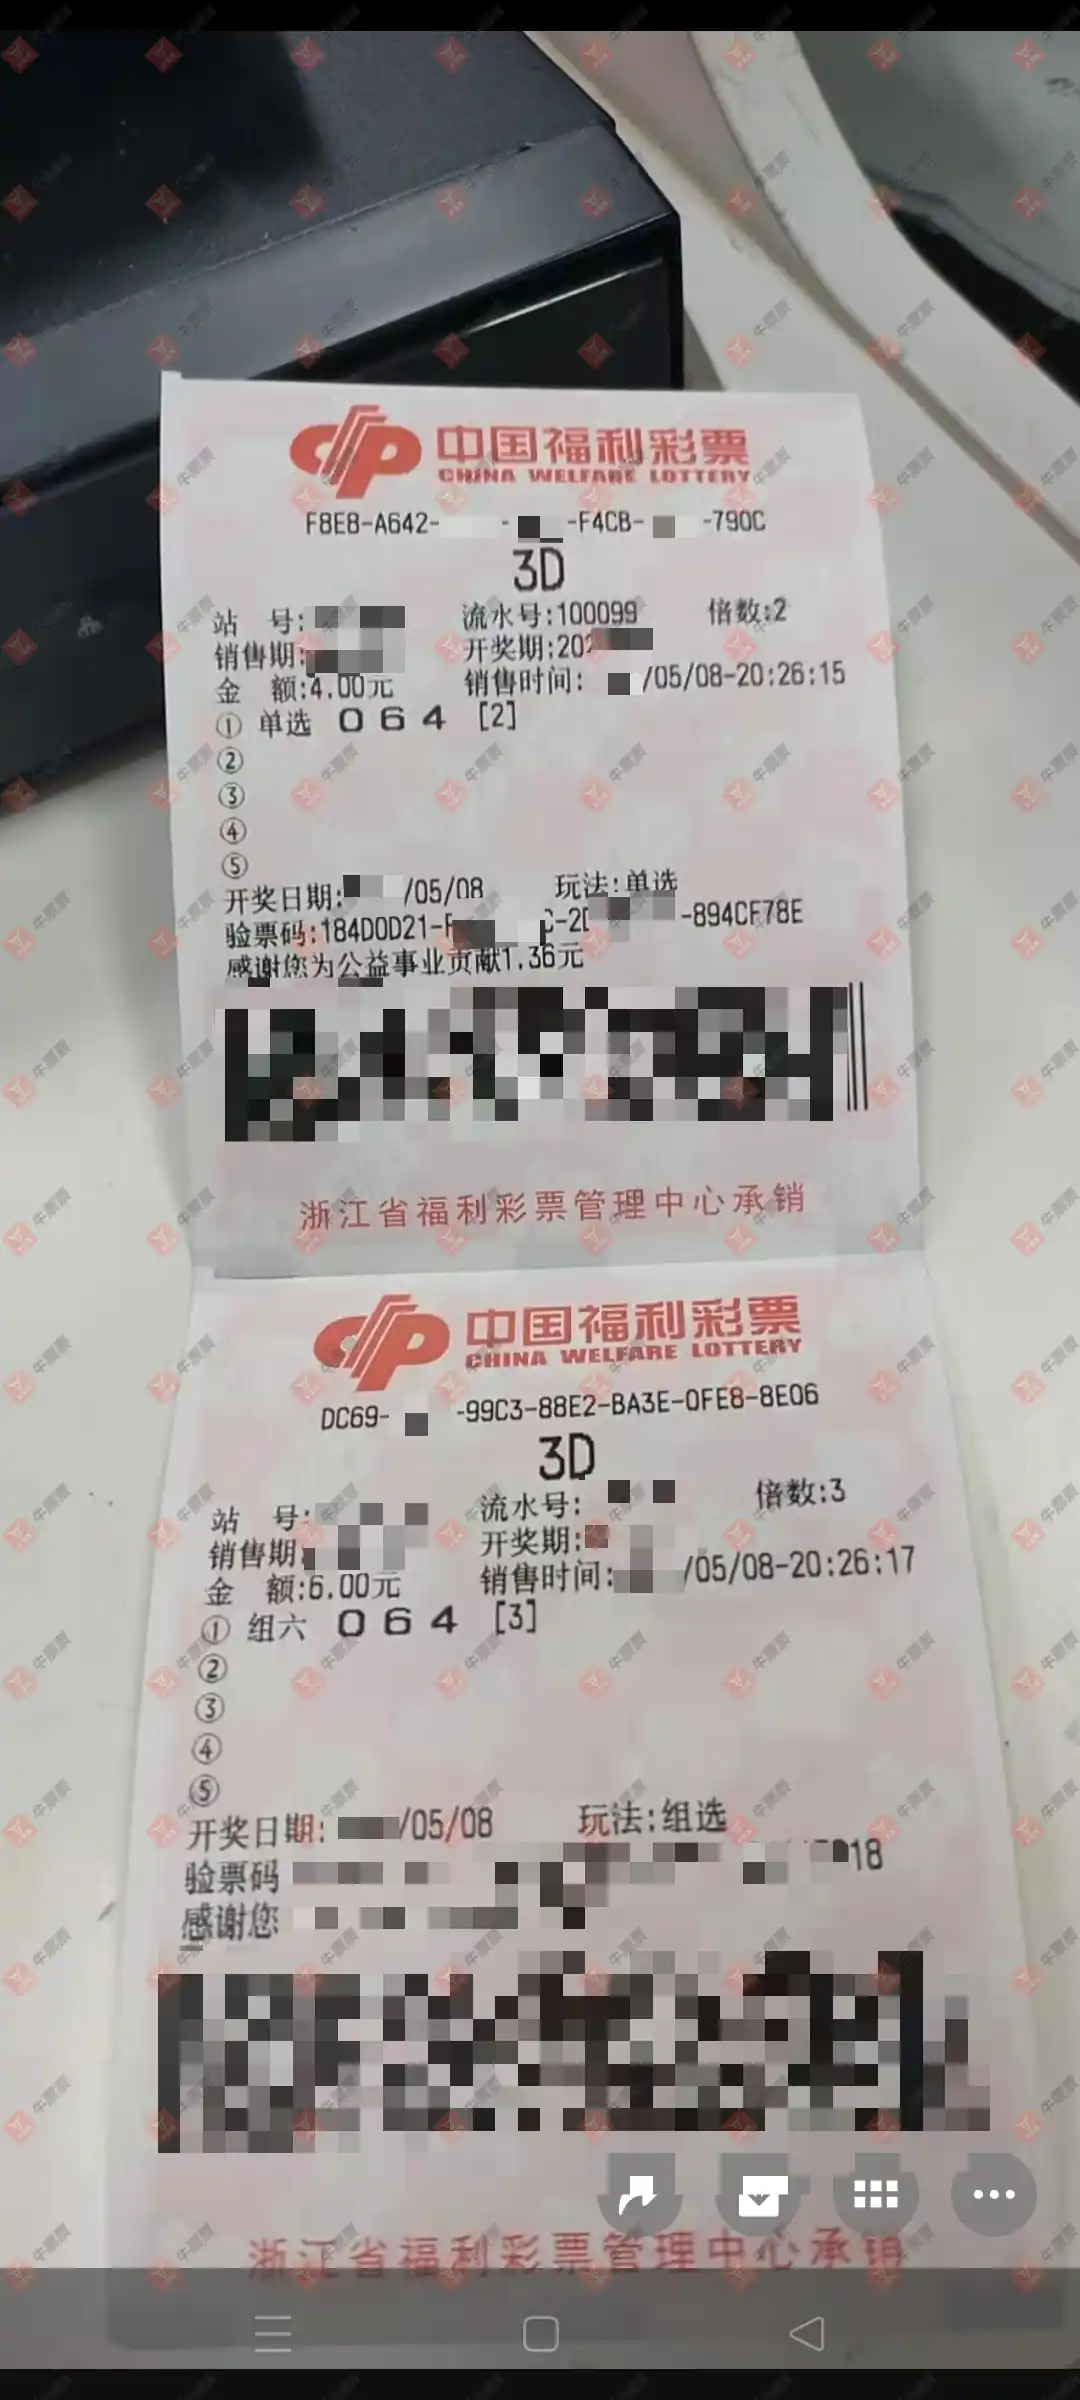 中国福利彩票
CHINA WELFARE LOTTERY
F8E8-A642- - -F4CB- -790C
3D
站 号: 流水号:100099 倍数:2
销售期: 开奖期:202
金 额:4.00元 销售时间: /05/08-20:26:15
① 单选 0 6 4 [2]
②
③
④
⑤
开奖日期: /05/08 玩法:单选
验票码:184D0D21- -2 -894CF78E
感谢您为公益事业贡献1.36元
浙江省福利彩票管理中心承销
中国福利彩票
CHINA WELFARE LOTTERY
DC69- -99C3-88E2-BA3E-0FE8-8E06
3D
站 号: 流水号: 倍数:3
销售期: 开奖期:
金 额:6.00元 销售时间: /05/08-20:26:17
① 组六 0 6 4 [3]
②
③
④
⑤
开奖日期: /05/08 玩法:组选
验票码 18
感谢您
浙江省福利彩票管理中心承销
牛票票